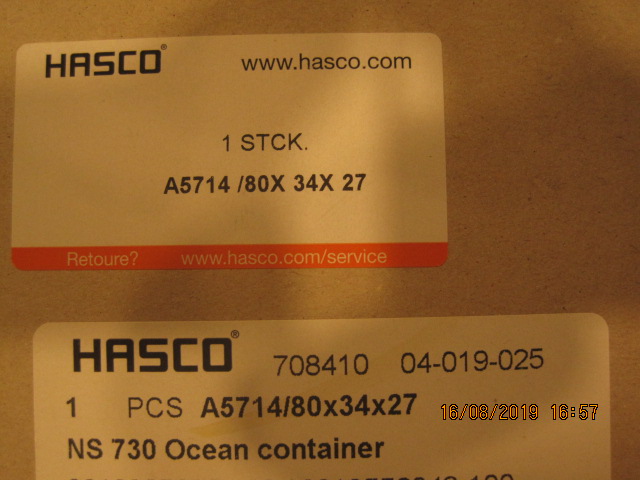 HASCO® www.hasco.com
1 STCK.
A5714 /80X 34X 27
Retoure? www.hasco.com/service
HASCO® 708410 04-019-025
1 PCS A5714/80x34x27
16/08/2019 16:57
NS 730 Ocean container